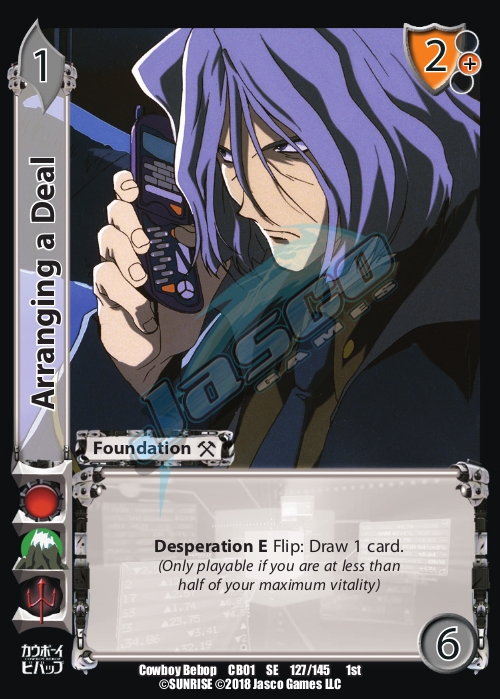 1
2
+
Arranging a Deal
Jasco
GAMES
Foundation
Desperation E Flip: Draw 1 card.
(Only playable if you are at less than
half of your maximum vitality)
6
カウボーイ
ビバップ
Cowboy Bebop CB01 SE 127/145 1st
©SUNRISE ©2018 Jasco Games LLC